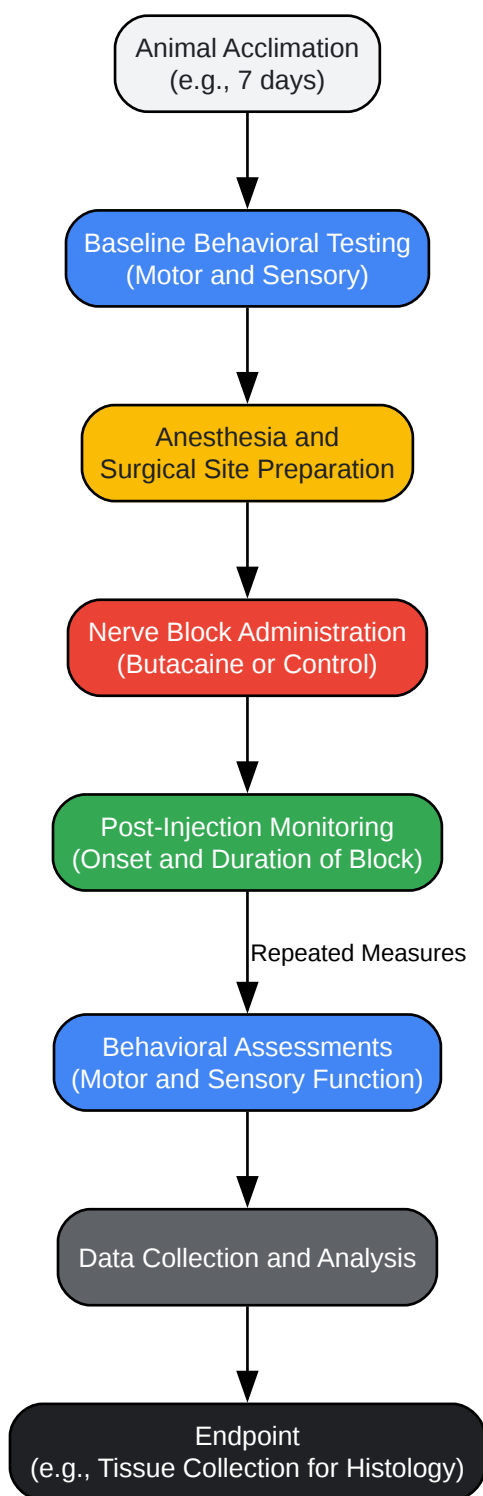 Animal Acclimation
(e.g., 7 days)
Baseline Behavioral Testing
(Motor and Sensory)
Anesthesia and
Surgical Site Preparation
Nerve Block Administration
(Butacaine or Control)
Post-Injection Monitoring
(Onset and Duration of Block)
Repeated Measures
Behavioral Assessments
(Motor and Sensory Function)
Data Collection and Analysis
Endpoint
(e.g., Tissue Collection for Histology)